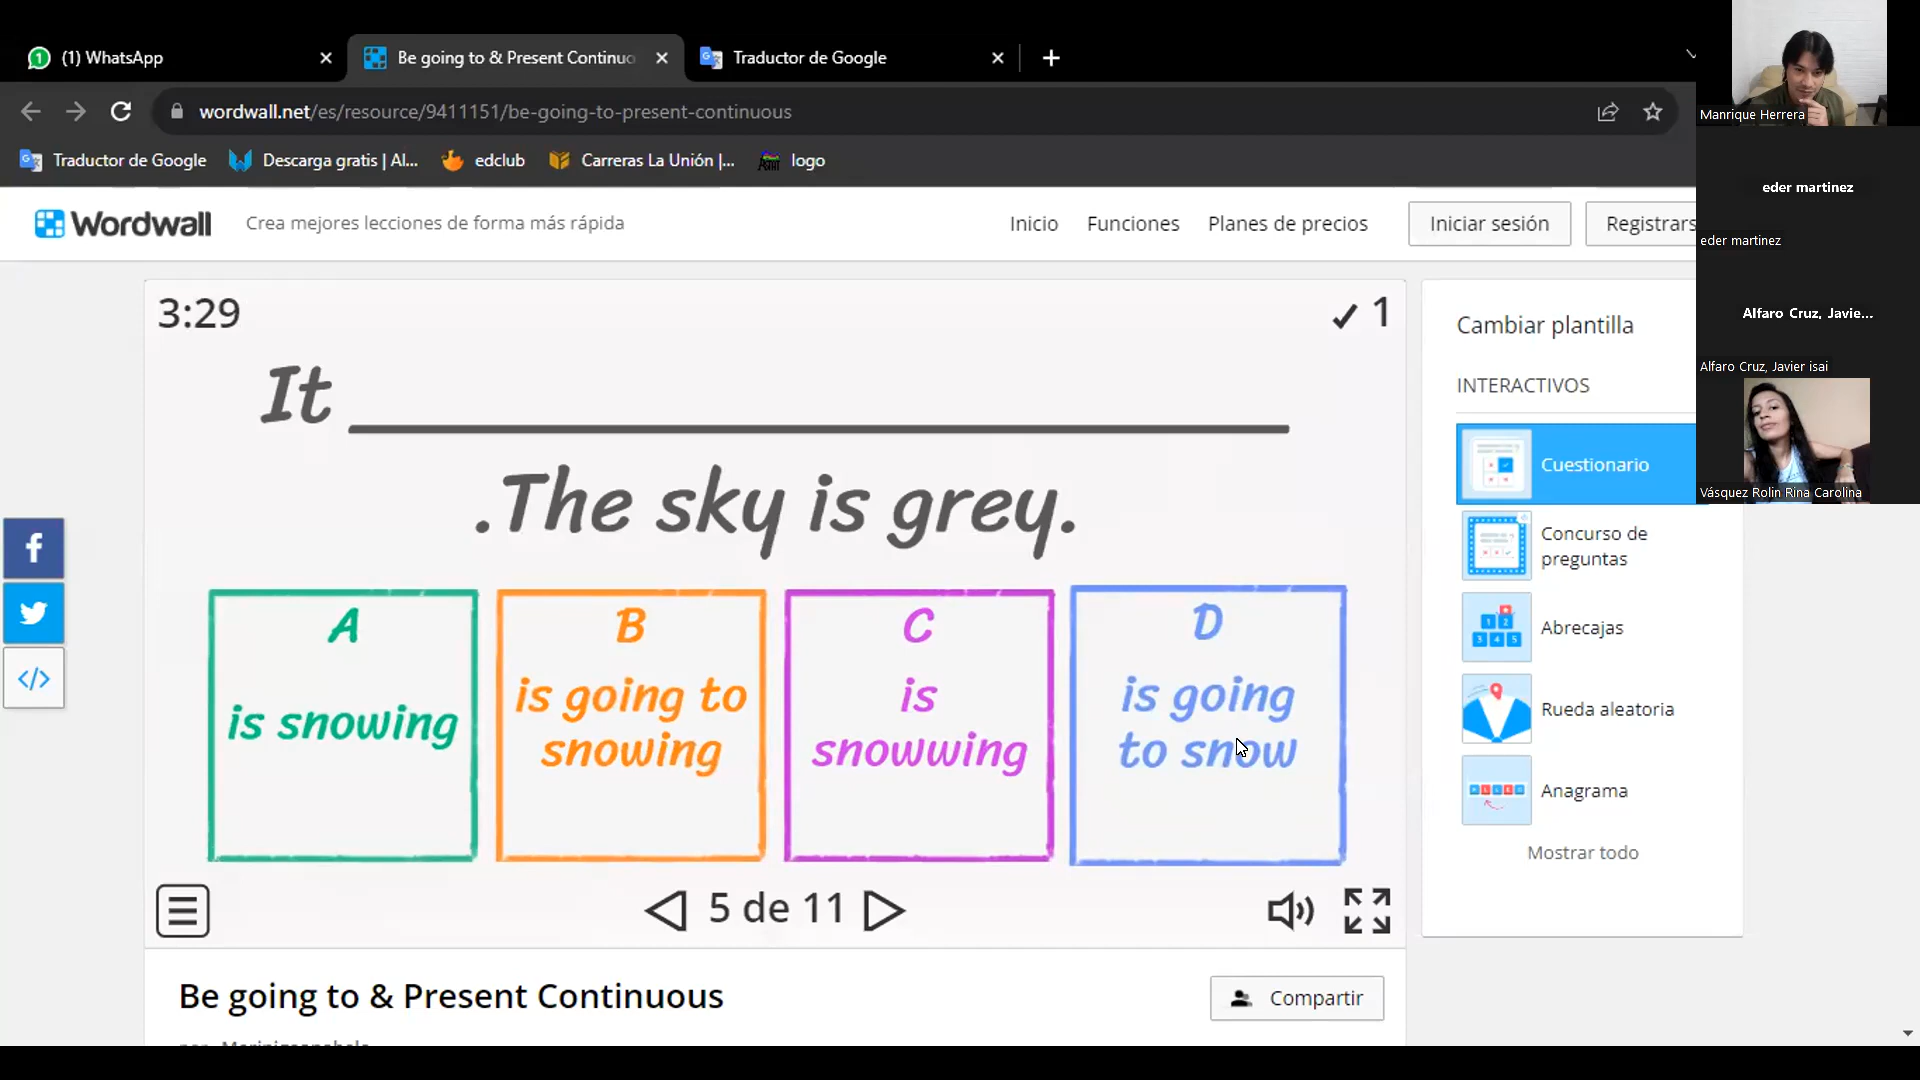 (1) WhatsApp
Be going to & Present Continuo
Traductor de Google
wordwall.net/es/resource/9411151/be-going-to-present-continuous
Traductor de Google
Descarga gratis | Al...
edclub
Carreras La Unión |...
logo
Wordwall
Crea mejores lecciones de forma más rápida
Inicio
Funciones
Planes de precios
Iniciar sesión
Registrars
Manrique Herrera
eder martinez
eder martinez
Alfaro Cruz, Javie...
Alfaro Cruz, Javier isai
Vásquez Rolin Rina Carolina
3:29
✓ 1
It ____________________
.The sky is grey.
A
is snowing
B
is going to
snowing
C
is
snowwing
D
is going
to snow
5 de 11
Cambiar plantilla
INTERACTIVOS
Cuestionario
Concurso de
preguntas
Abrecajas
Rueda aleatoria
Anagrama
Mostrar todo
Be going to & Present Continuous
Compartir